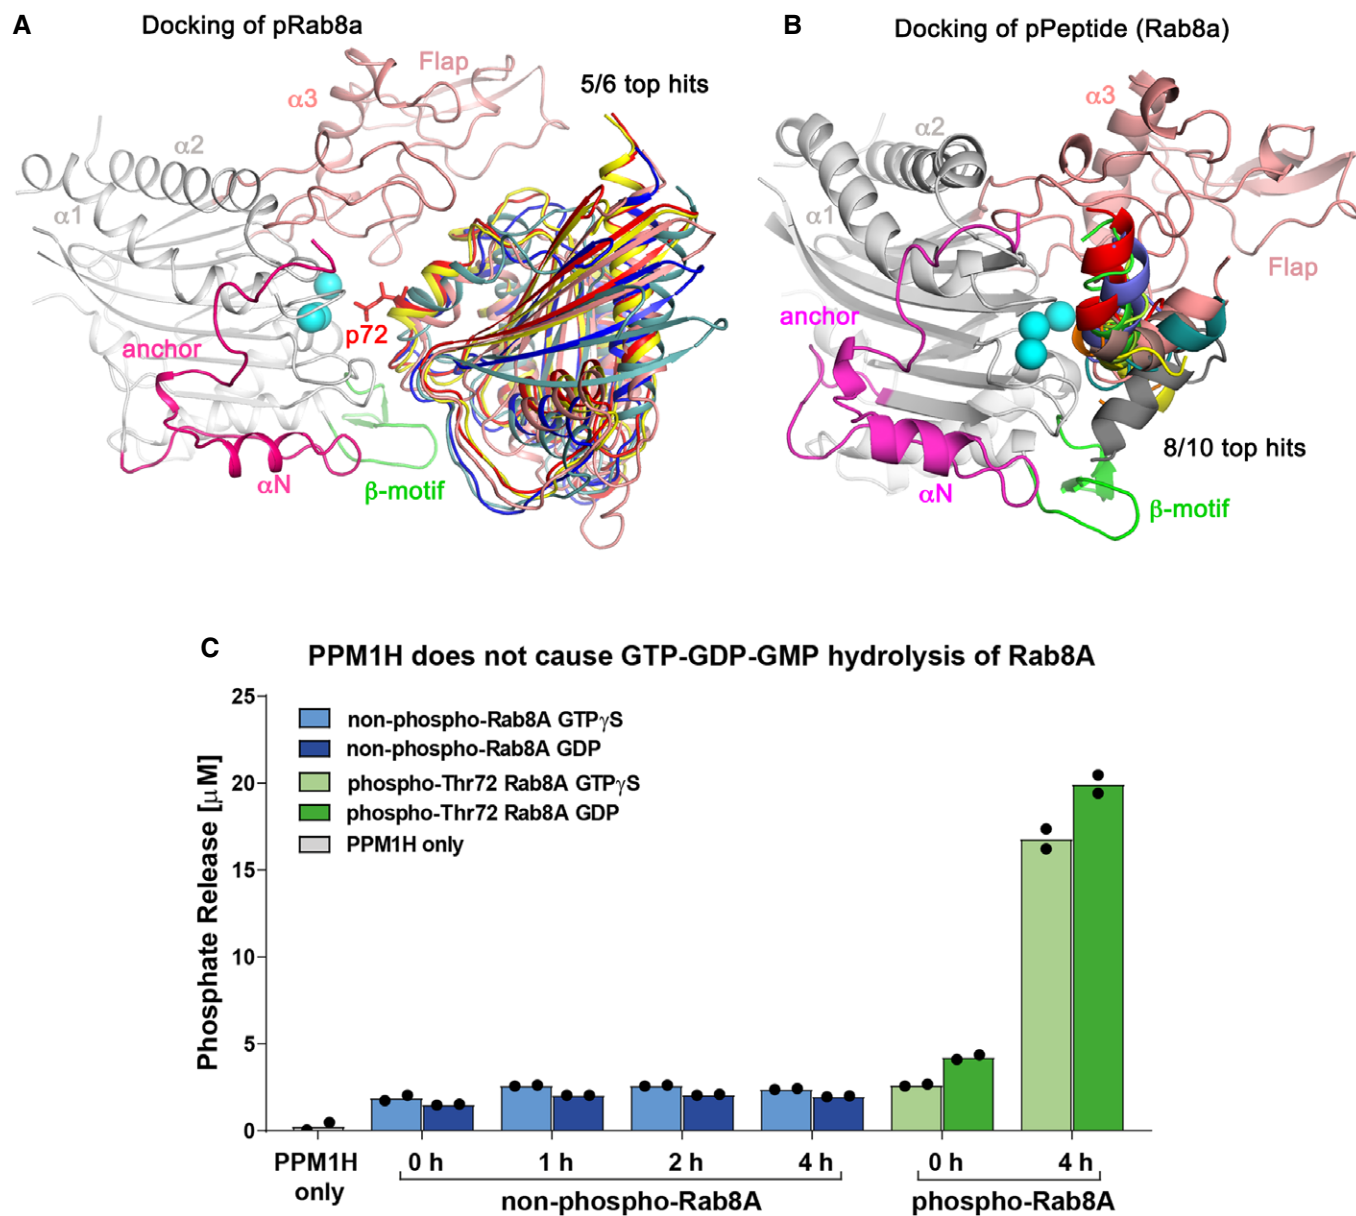 A
Docking of pRab8a
Flap
5/6 top hits
α3
α2
α1
p72
anchor
αN
β-motif
B
Docking of pPeptide (Rab8a)
α3
α2
α1
Flap
anchor
8/10 top hits
αN
β-motif
C
PPM1H does not cause GTP-GDP-GMP hydrolysis of Rab8A
Phosphate Release [μM]
25
20
15
10
5
0
non-phospho-Rab8A GTPγS
non-phospho-Rab8A GDP
phospho-Thr72 Rab8A GTPγS
phospho-Thr72 Rab8A GDP
PPM1H only
PPM1H only
0 h 1 h 2 h 4 h 0 h 4 h
non-phospho-Rab8A phospho-Rab8A